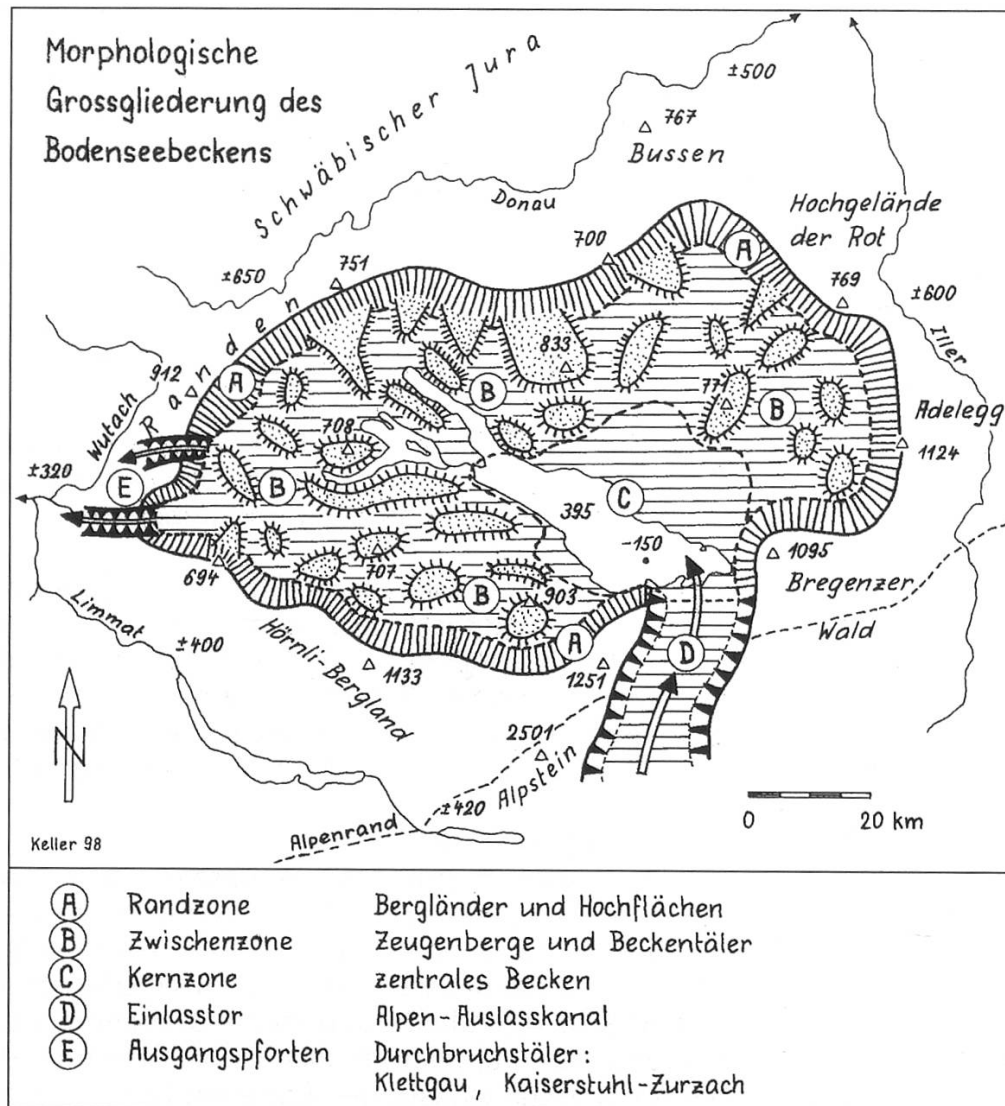 Morphologische
Grossgliederung des
Bodenseebeckens
Schwäbischer Jura
±500
767
Bussen
Donau
Hochgelände
der Rot
700
A
751
±650
769
±600
Iller
Randen
912
Wutach
A
833
B
77
B
Adelegg
1124
±320
E
708
B
C
395
-150
1095
Bregenzer
Wald
694
707
B
903
A
D
Limmat
±400
Hörnli-Bergland
1133
1251
2501
Alpstein
±420
Alpenrand
N
0 20 km
Keller 98
A Randzone Bergländer und Hochflächen
B Zwischenzone Zeugenberge und Beckentäler
C Kernzone zentrales Becken
D Einlasstor Alpen-Auslasskanal
E Ausgangspforten Durchbruchstäler:
Klettgau, Kaiserstuhl-Zurzach